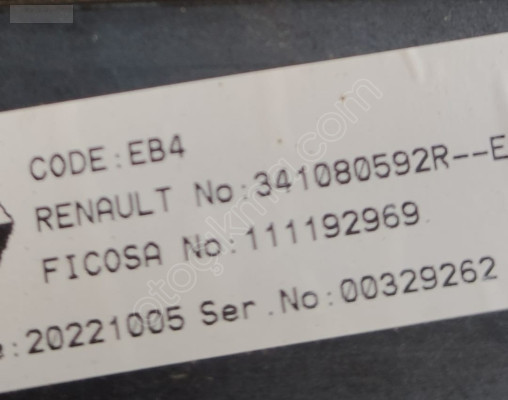 CODE:EB4
RENAULT No:341080592R--E
FICOSA No:111192969
e:20221005 Ser.No:00329262